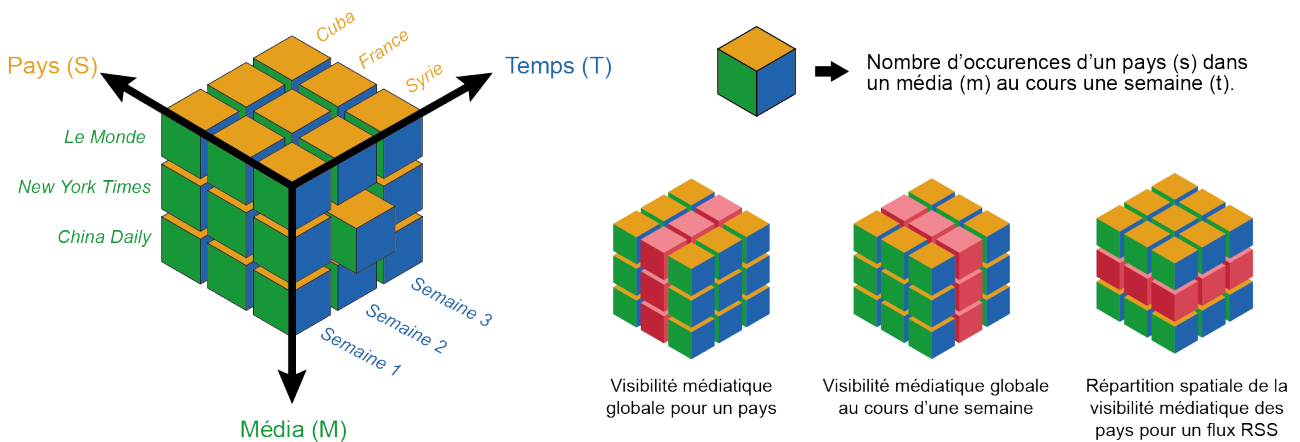 Pays (S)
Cuba
France
Syrie
Temps (T)
Le Monde
New York Times
China Daily
Semaine 3
Semaine 2
Semaine 1
Média (M)
Nombre d'occurences d'un pays (s) dans
un média (m) au cours une semaine (t).
Visibilité médiatique
globale pour un pays
Visibilité médiatique globale
au cours d'une semaine
Répartition spatiale de la
visibilité médiatique des
pays pour un flux RSS